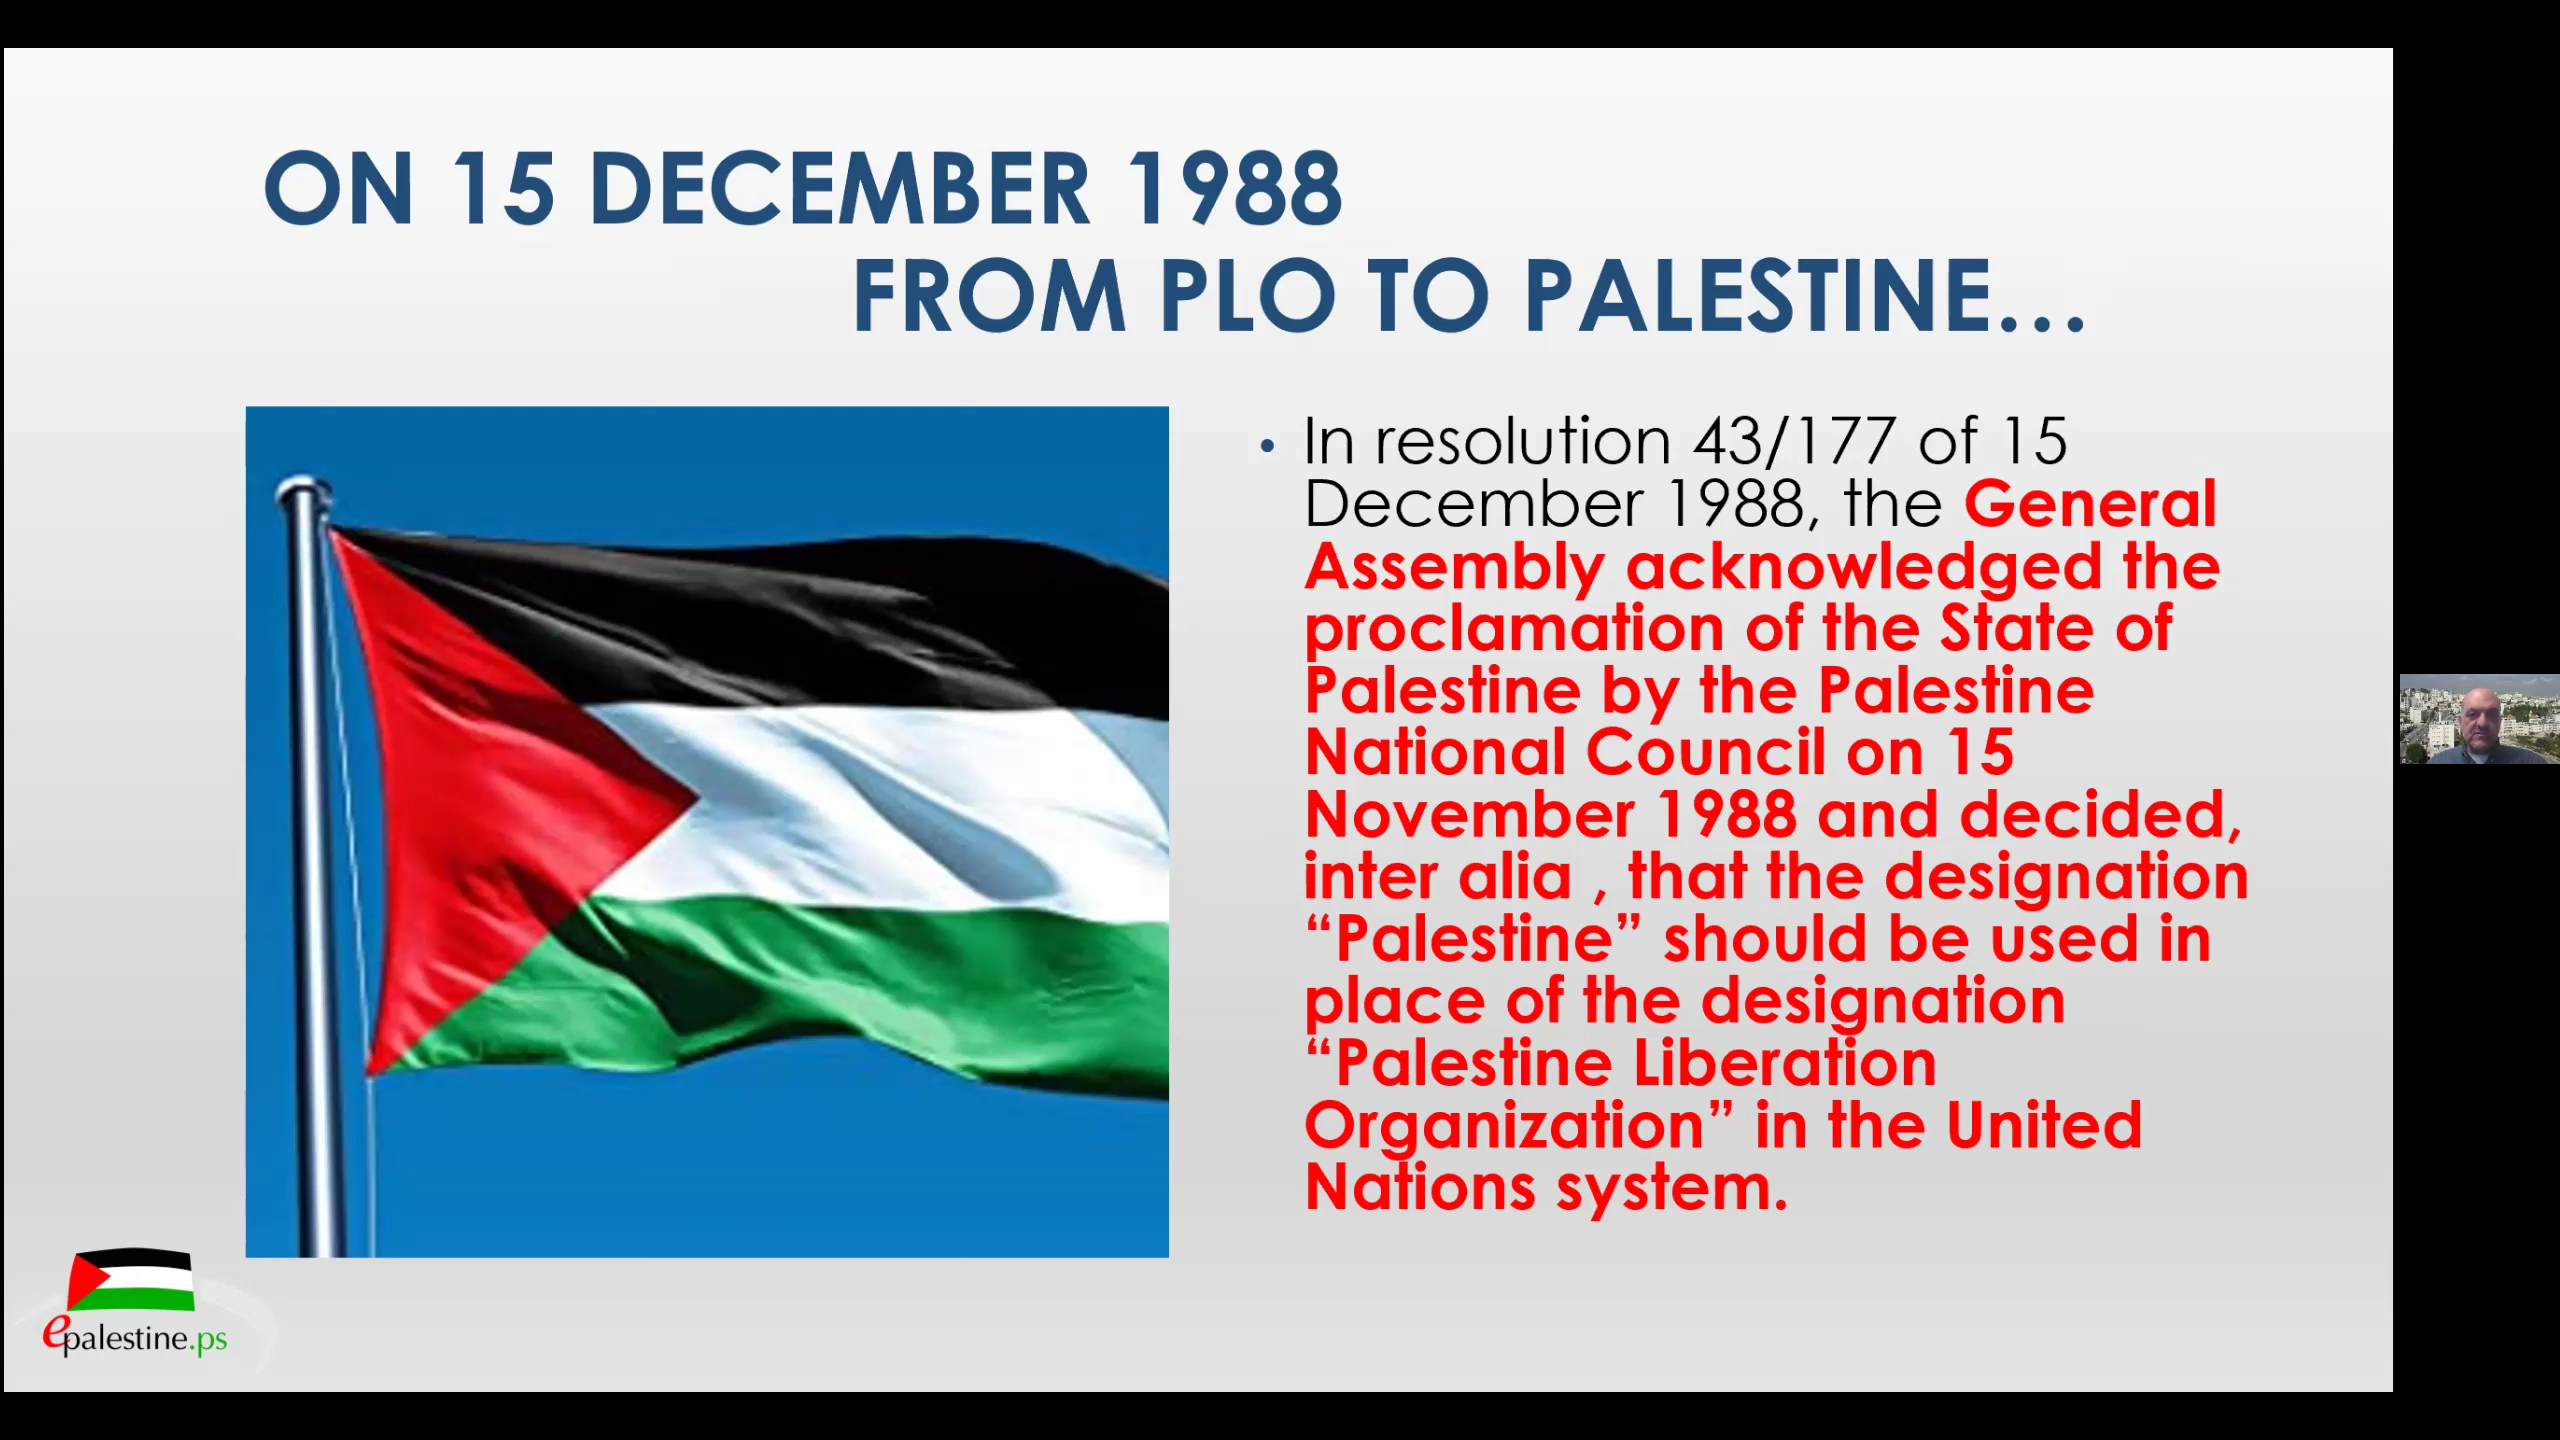 ON 15 DECEMBER 1988
FROM PLO TO PALESTINE…
• In resolution 43/177 of 15
December 1988, the General
Assembly acknowledged the
proclamation of the State of
Palestine by the Palestine
National Council on 15
November 1988 and decided,
inter alia , that the designation
“Palestine” should be used in
place of the designation
“Palestine Liberation
Organization” in the United
Nations system.
epalestine.ps